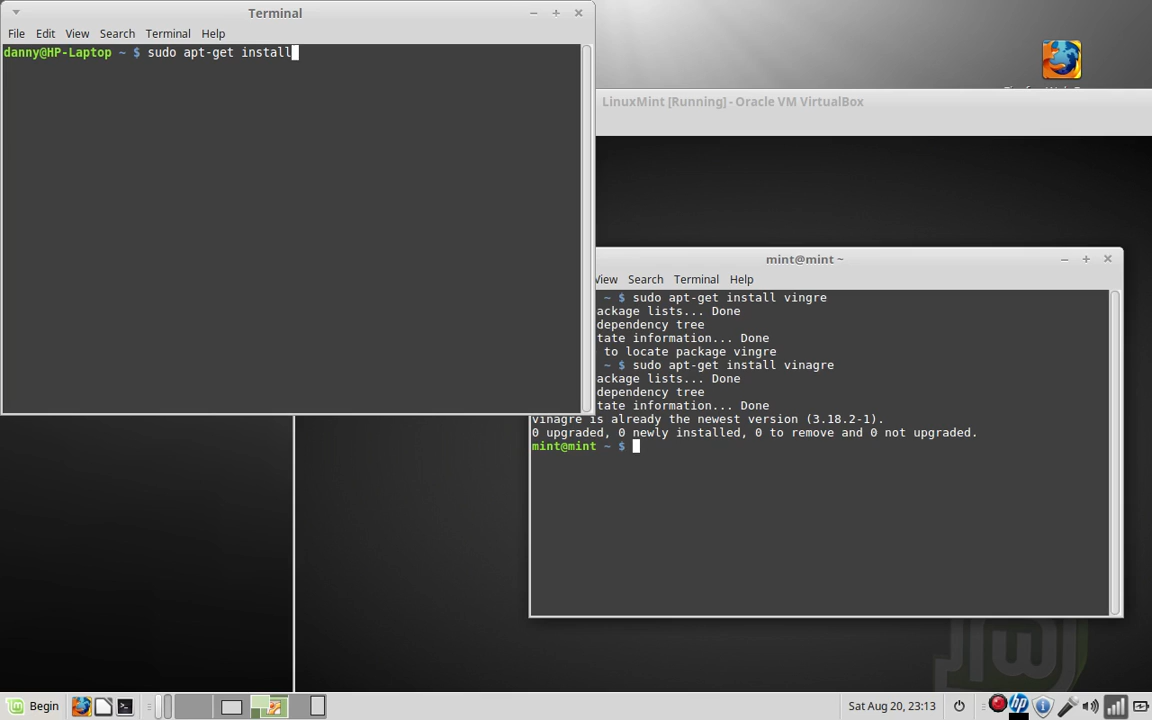 Terminal
File Edit View Search Terminal Help
danny@HP-Laptop ~ $ sudo apt-get install
LinuxMint [Running] - Oracle VM VirtualBox
mint@mint ~
View Search Terminal Help
~ $ sudo apt-get install vingre
ackage lists... Done
dependency tree
tate information... Done
to locate package vingre
~ $ sudo apt-get install vinagre
ackage lists... Done
dependency tree
tate information... Done
vinagre is already the newest version (3.18.2-1).
0 upgraded, 0 newly installed, 0 to remove and 0 not upgraded.
mint@mint ~ $
Begin
Sat Aug 20, 23:13
hp